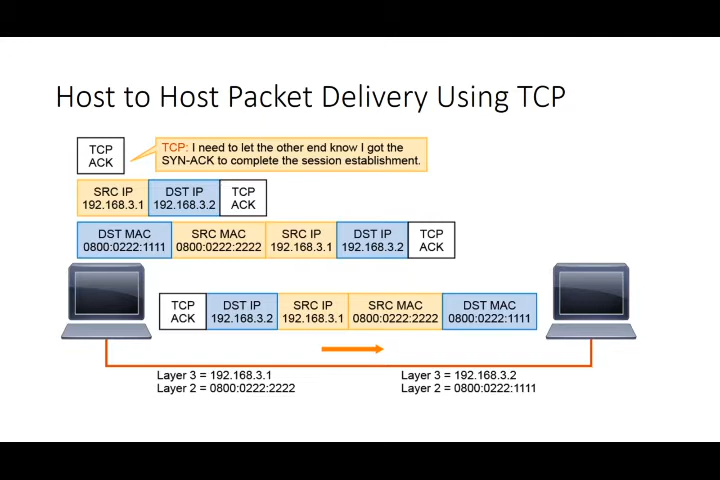 Host to Host Packet Delivery Using TCP
TCP
ACK
TCP: I need to let the other end know I got the
SYN-ACK to complete the session establishment.
SRC IP
192.168.3.1
DST IP
192.168.3.2
TCP
ACK
DST MAC
0800:0222:1111
SRC MAC
0800:0222:2222
SRC IP
192.168.3.1
DST IP
192.168.3.2
TCP
ACK
TCP
ACK
DST IP
192.168.3.2
SRC IP
192.168.3.1
SRC MAC
0800:0222:2222
DST MAC
0800:0222:1111
Layer 3 = 192.168.3.1
Layer 2 = 0800:0222:2222
Layer 3 = 192.168.3.2
Layer 2 = 0800:0222:1111